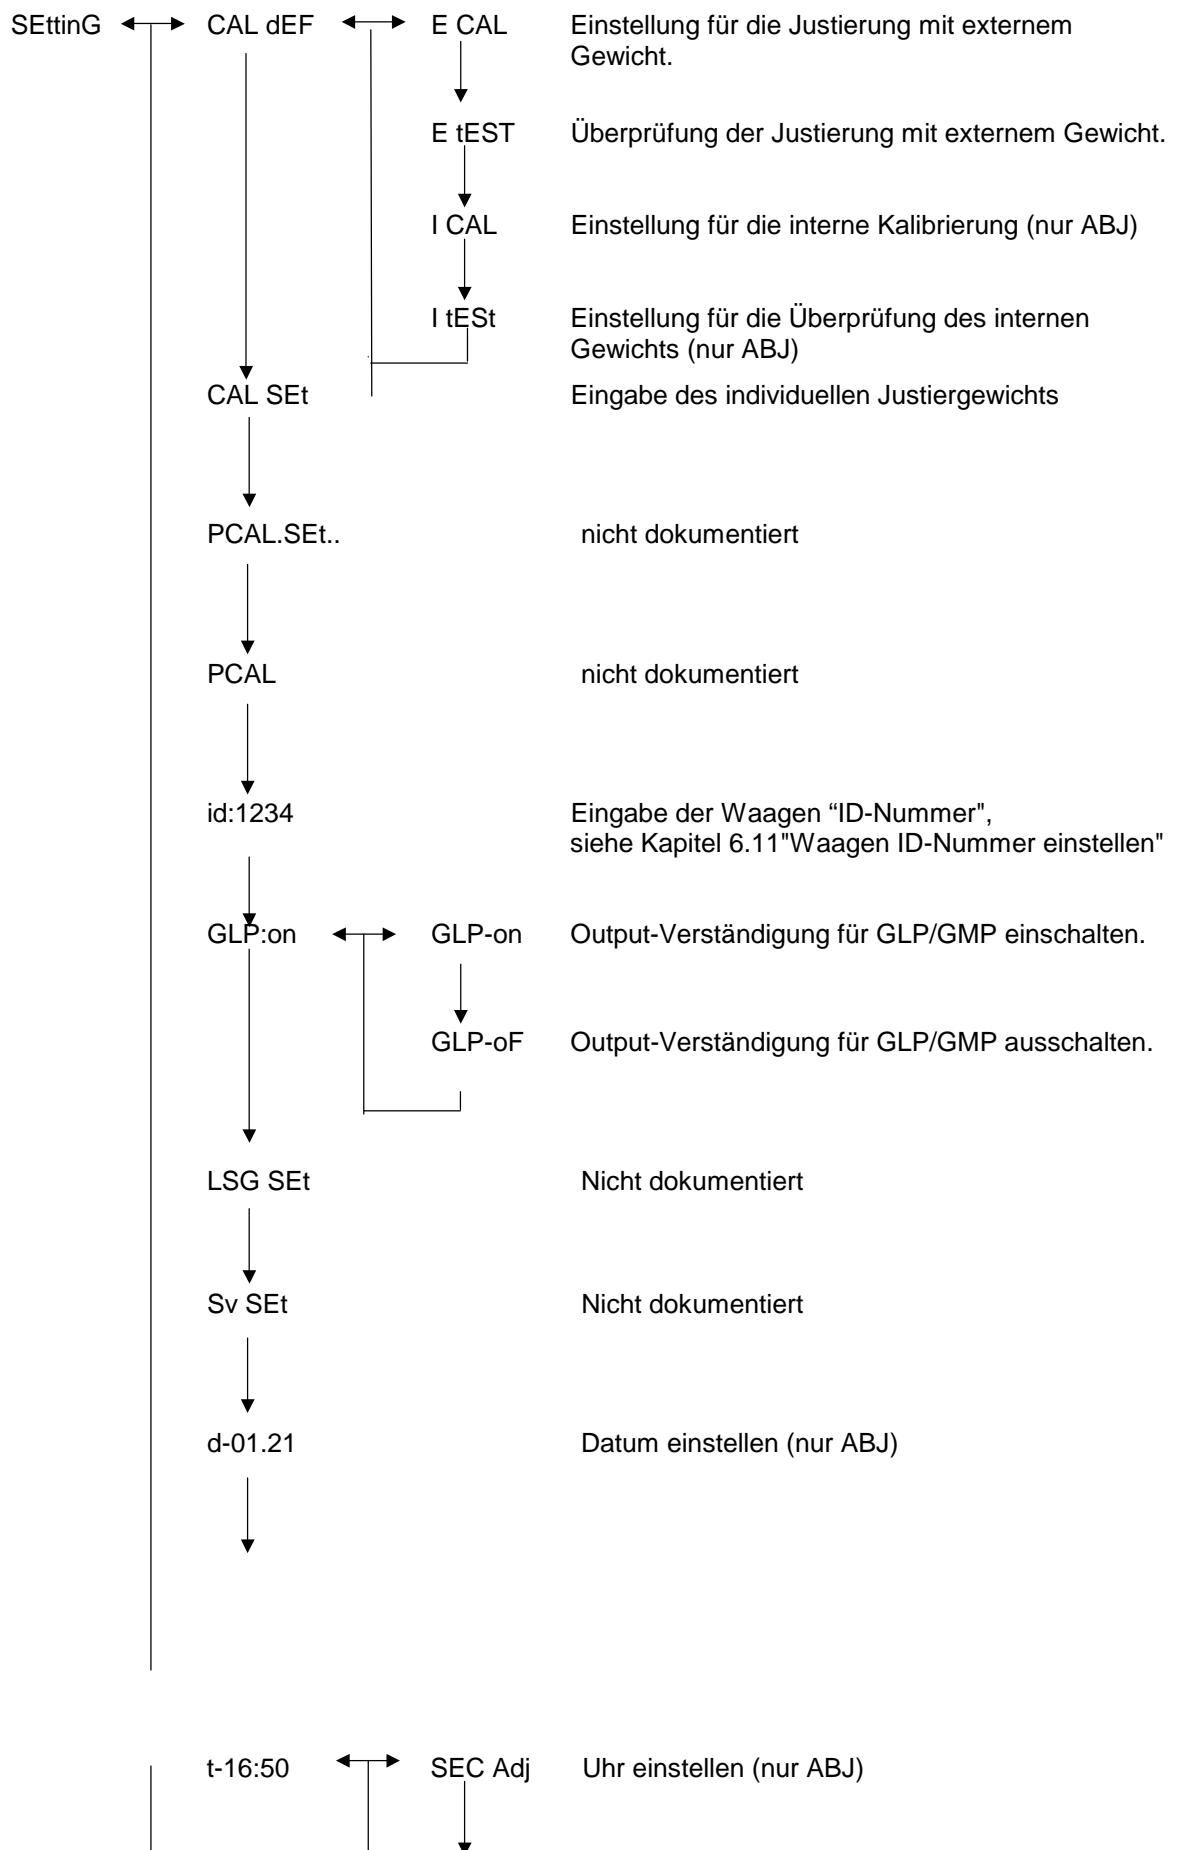 SEttinG CAL dEF E CAL Einstellung für die Justierung mit externem
Gewicht.
E tEST Überprüfung der Justierung mit externem Gewicht.
I CAL Einstellung für die interne Kalibrierung (nur ABJ)
I tESt Einstellung für die Überprüfung des internen
Gewichts (nur ABJ)
CAL SEt Eingabe des individuellen Justiergewichts
PCAL.SEt.. nicht dokumentiert
PCAL nicht dokumentiert
id:1234 Eingabe der Waagen “ID-Nummer",
siehe Kapitel 6.11"Waagen ID-Nummer einstellen"
GLP:on GLP-on Output-Verständigung für GLP/GMP einschalten.
GLP-oF Output-Verständigung für GLP/GMP ausschalten.
LSG SEt Nicht dokumentiert
Sv SEt Nicht dokumentiert
d-01.21 Datum einstellen (nur ABJ)
t-16:50 SEC Adj Uhr einstellen (nur ABJ)